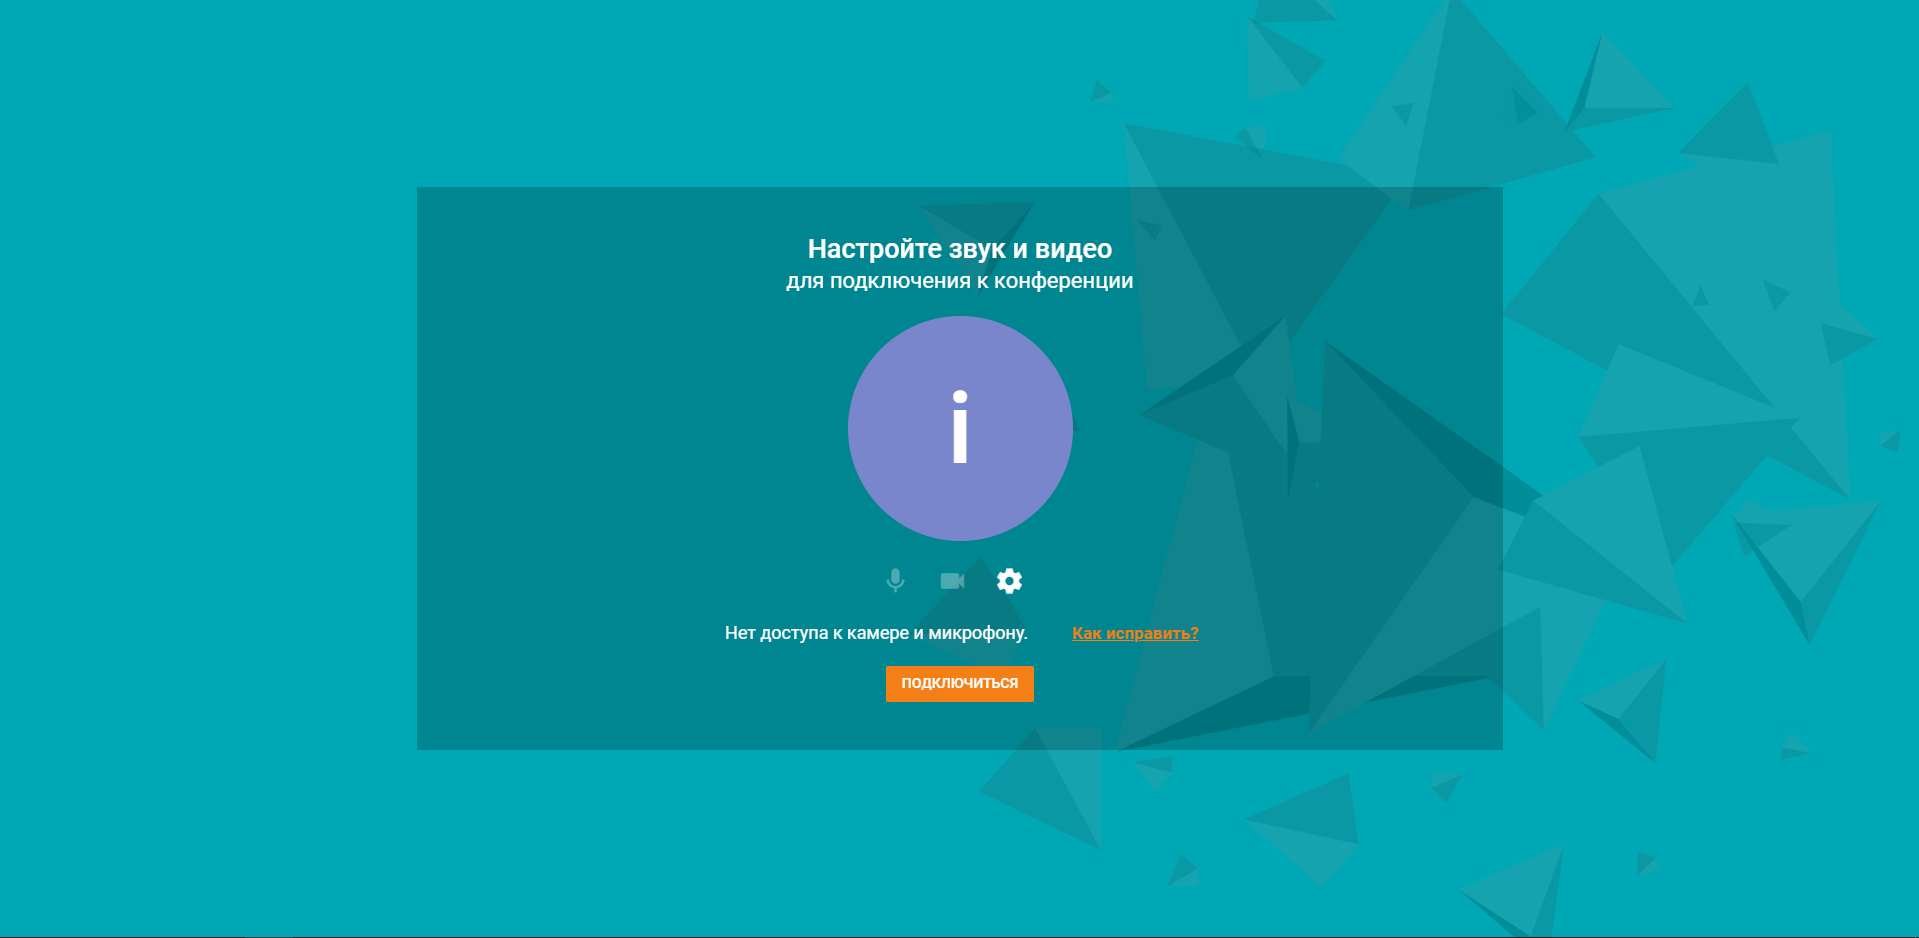 Настройте звук и видео
для подключения к конференции
i
Нет доступа к камере и микрофону. Как исправить?
ПОДКЛЮЧИТЬСЯ